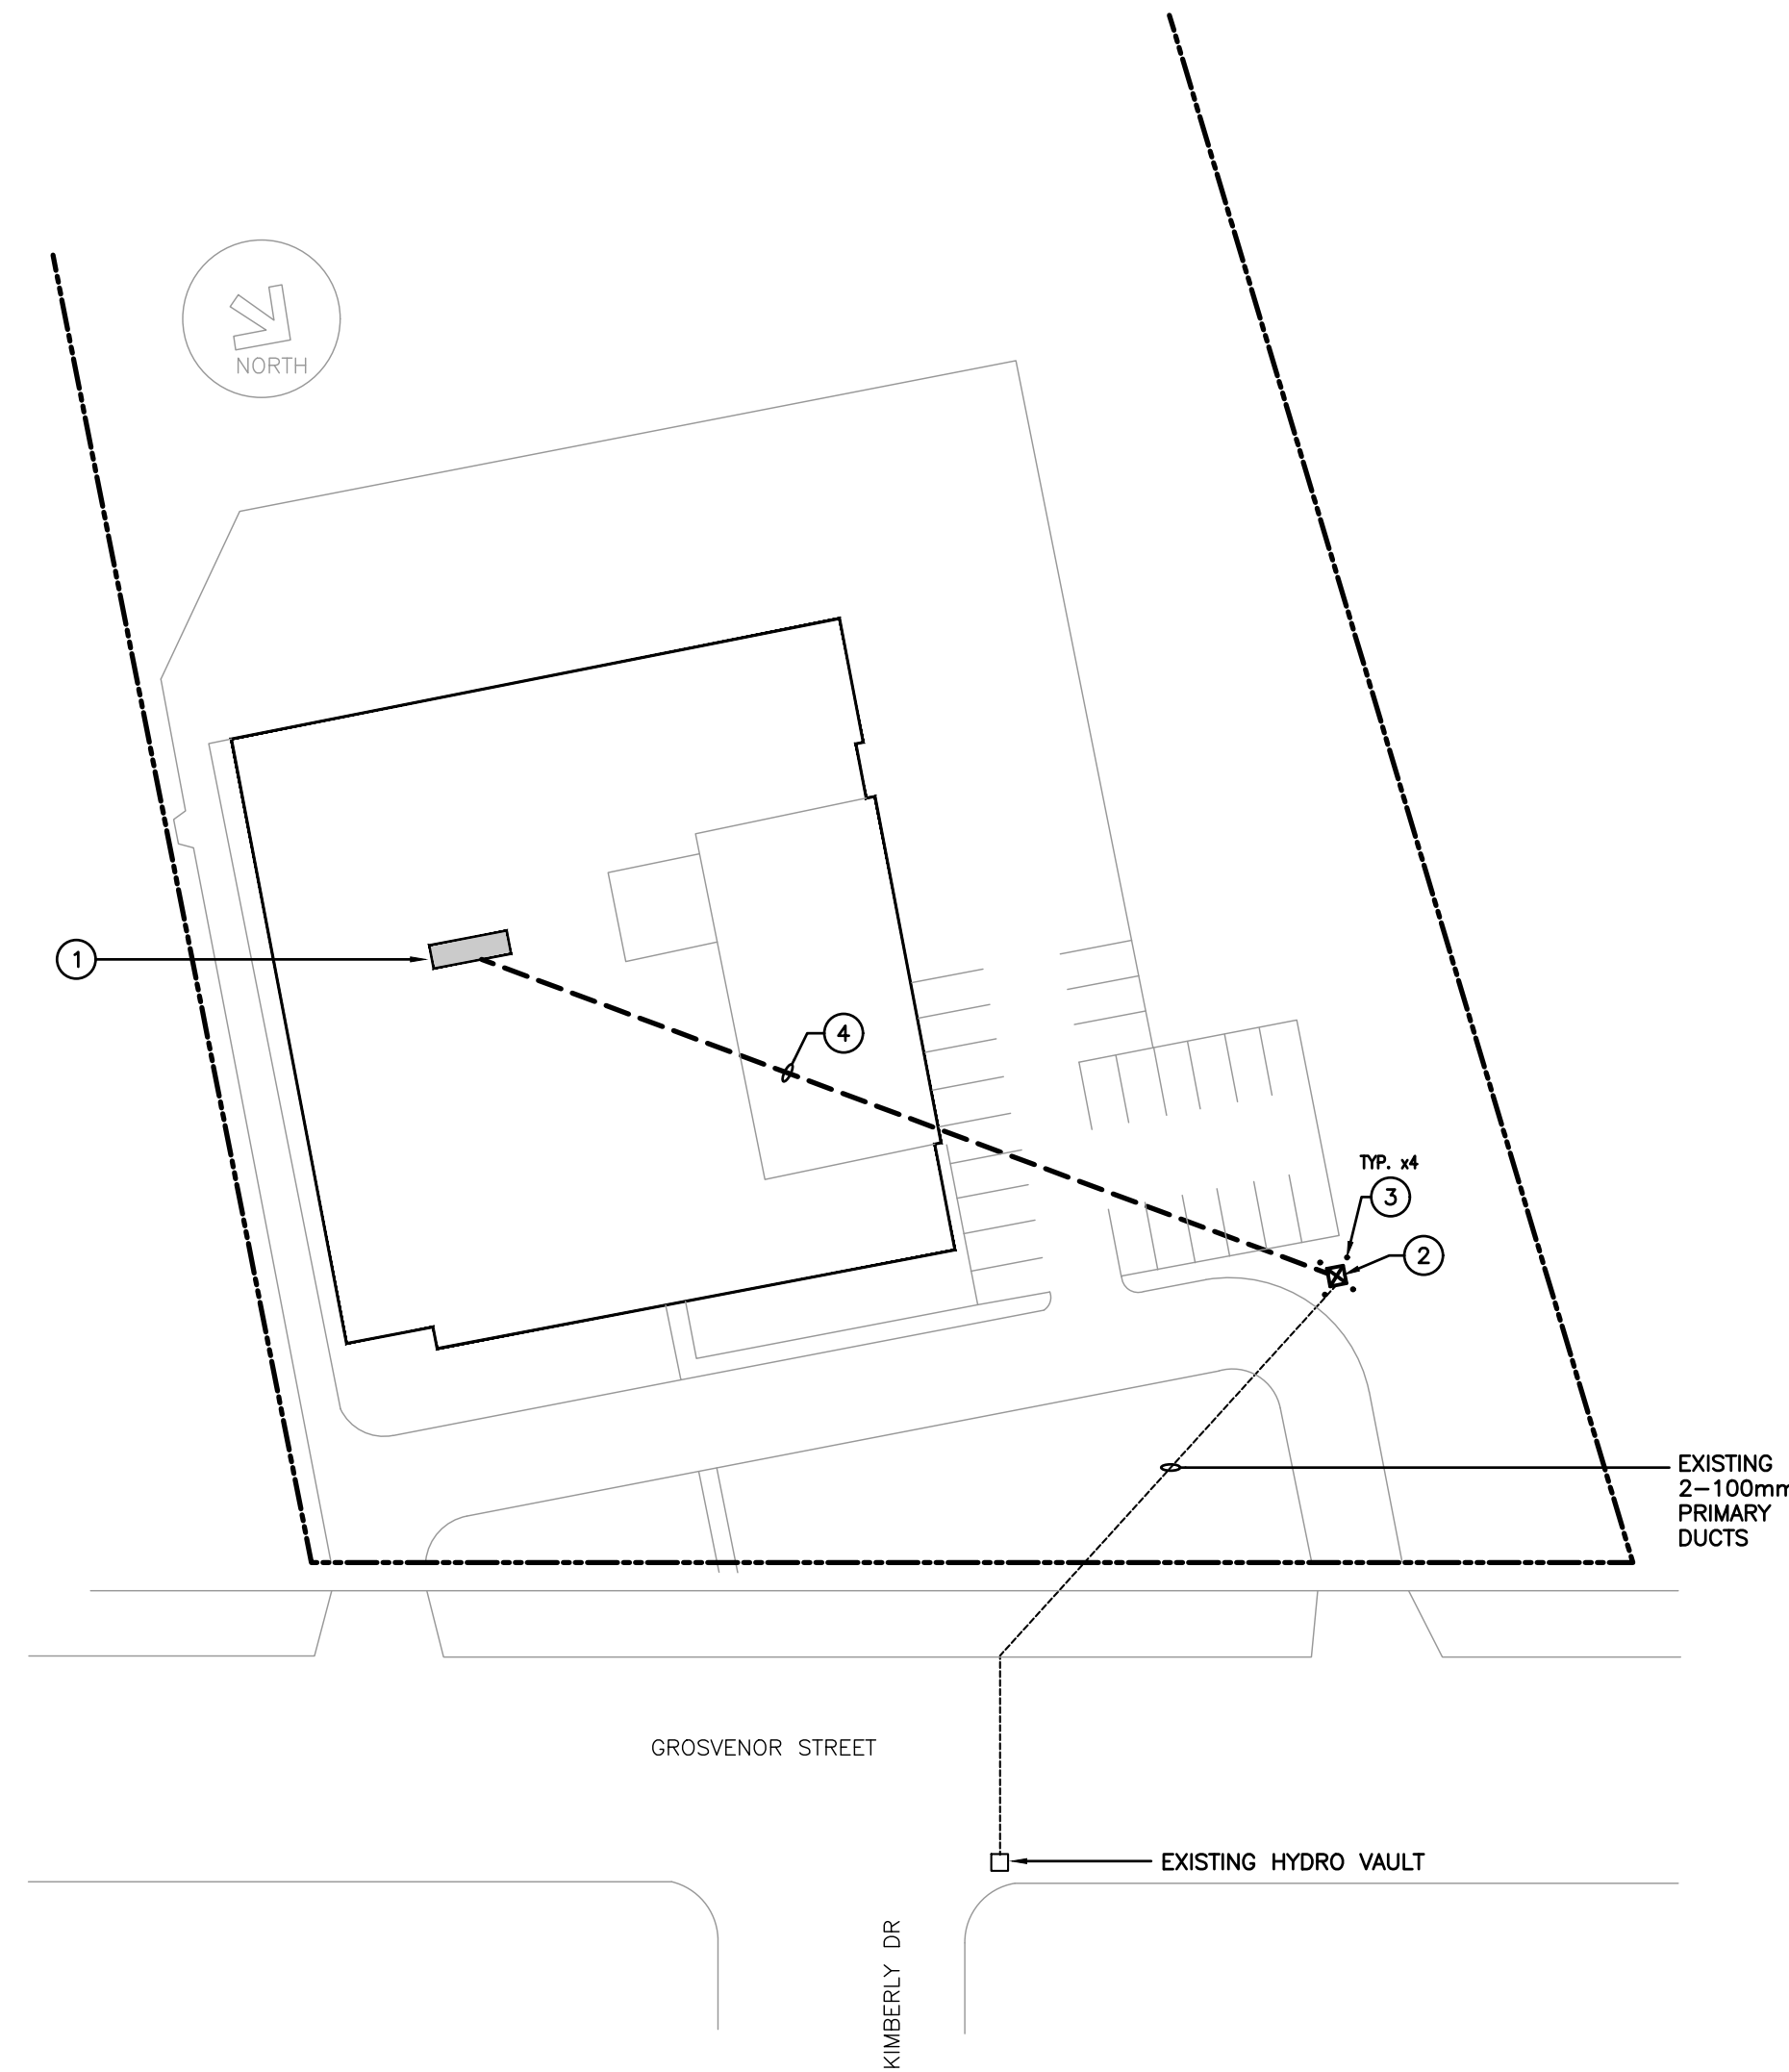 NORTH
1
4
TYP. x4
3
2
EXISTING
2-100mm
PRIMARY
DUCTS
GROSVENOR STREET
EXISTING HYDRO VAULT
KIMBERLY DR